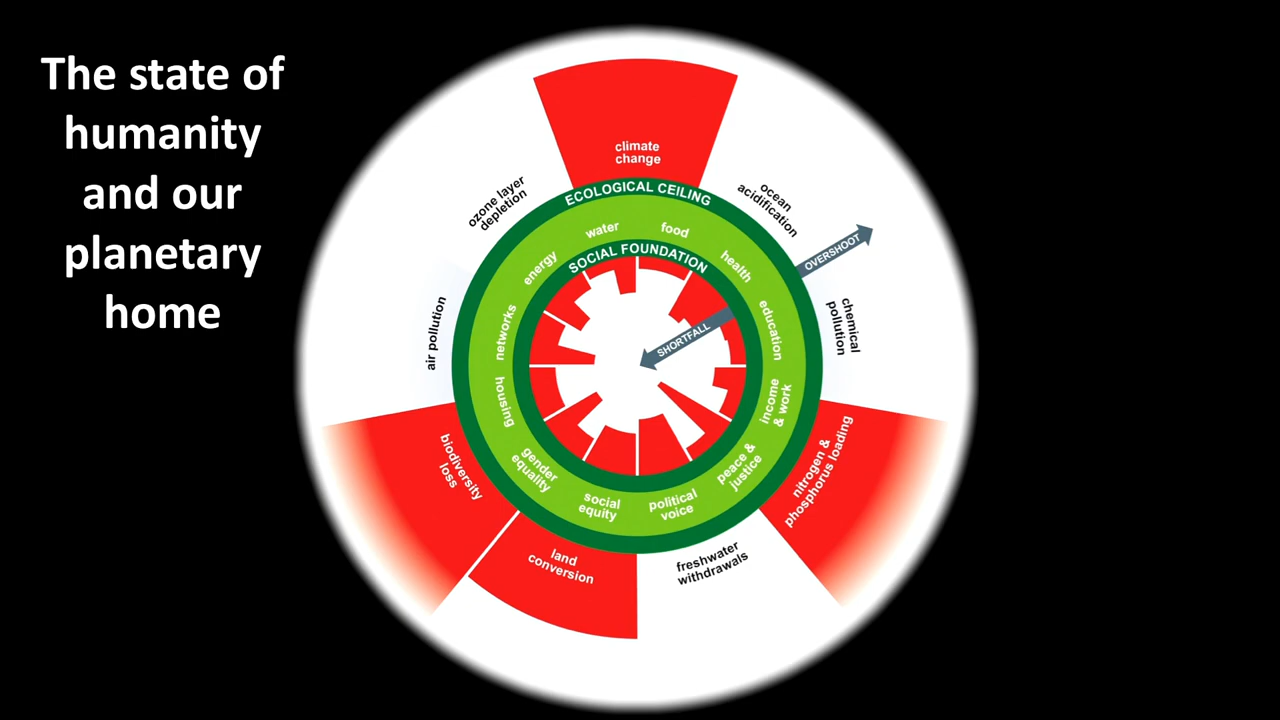 The state of
humanity
and our
planetary
home
climate
change
ocean
acidification
chemical
pollution
nitrogen &
phosphorus loading
freshwater
withdrawals
land
conversion
biodiversity
loss
air pollution
ozone layer
depletion
OVERSHOOT
ECOLOGICAL CEILING
water
food
health
education
income
& work
peace &
justice
political
voice
social
equity
gender
equality
housing
networks
energy
SOCIAL FOUNDATION
SHORTFALL